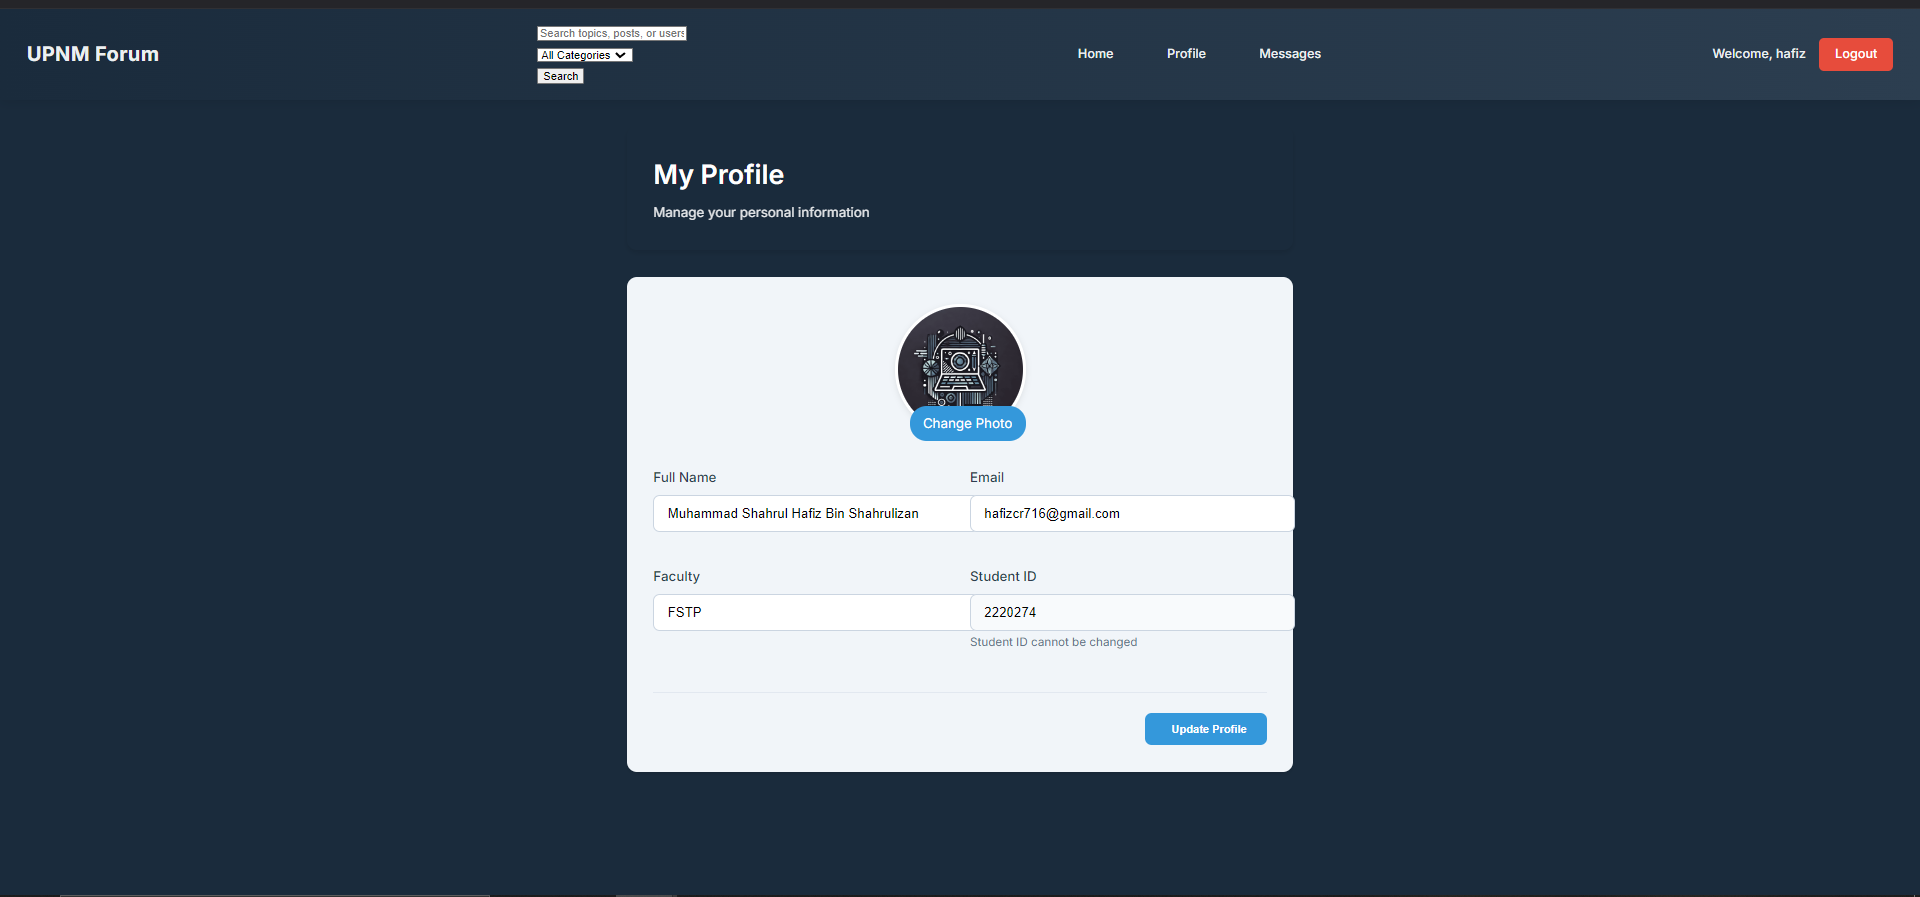 UPNM Forum
Search topics, posts, or users
All Categories
Search
Home
Profile
Messages
Welcome, hafiz
Logout
My Profile
Manage your personal information
Change Photo
Full Name
Email
Muhammad Shahrul Hafiz Bin Shahrulizan
hafizcr716@gmail.com
Faculty
Student ID
FSTP
2220274
Student ID cannot be changed
Update Profile